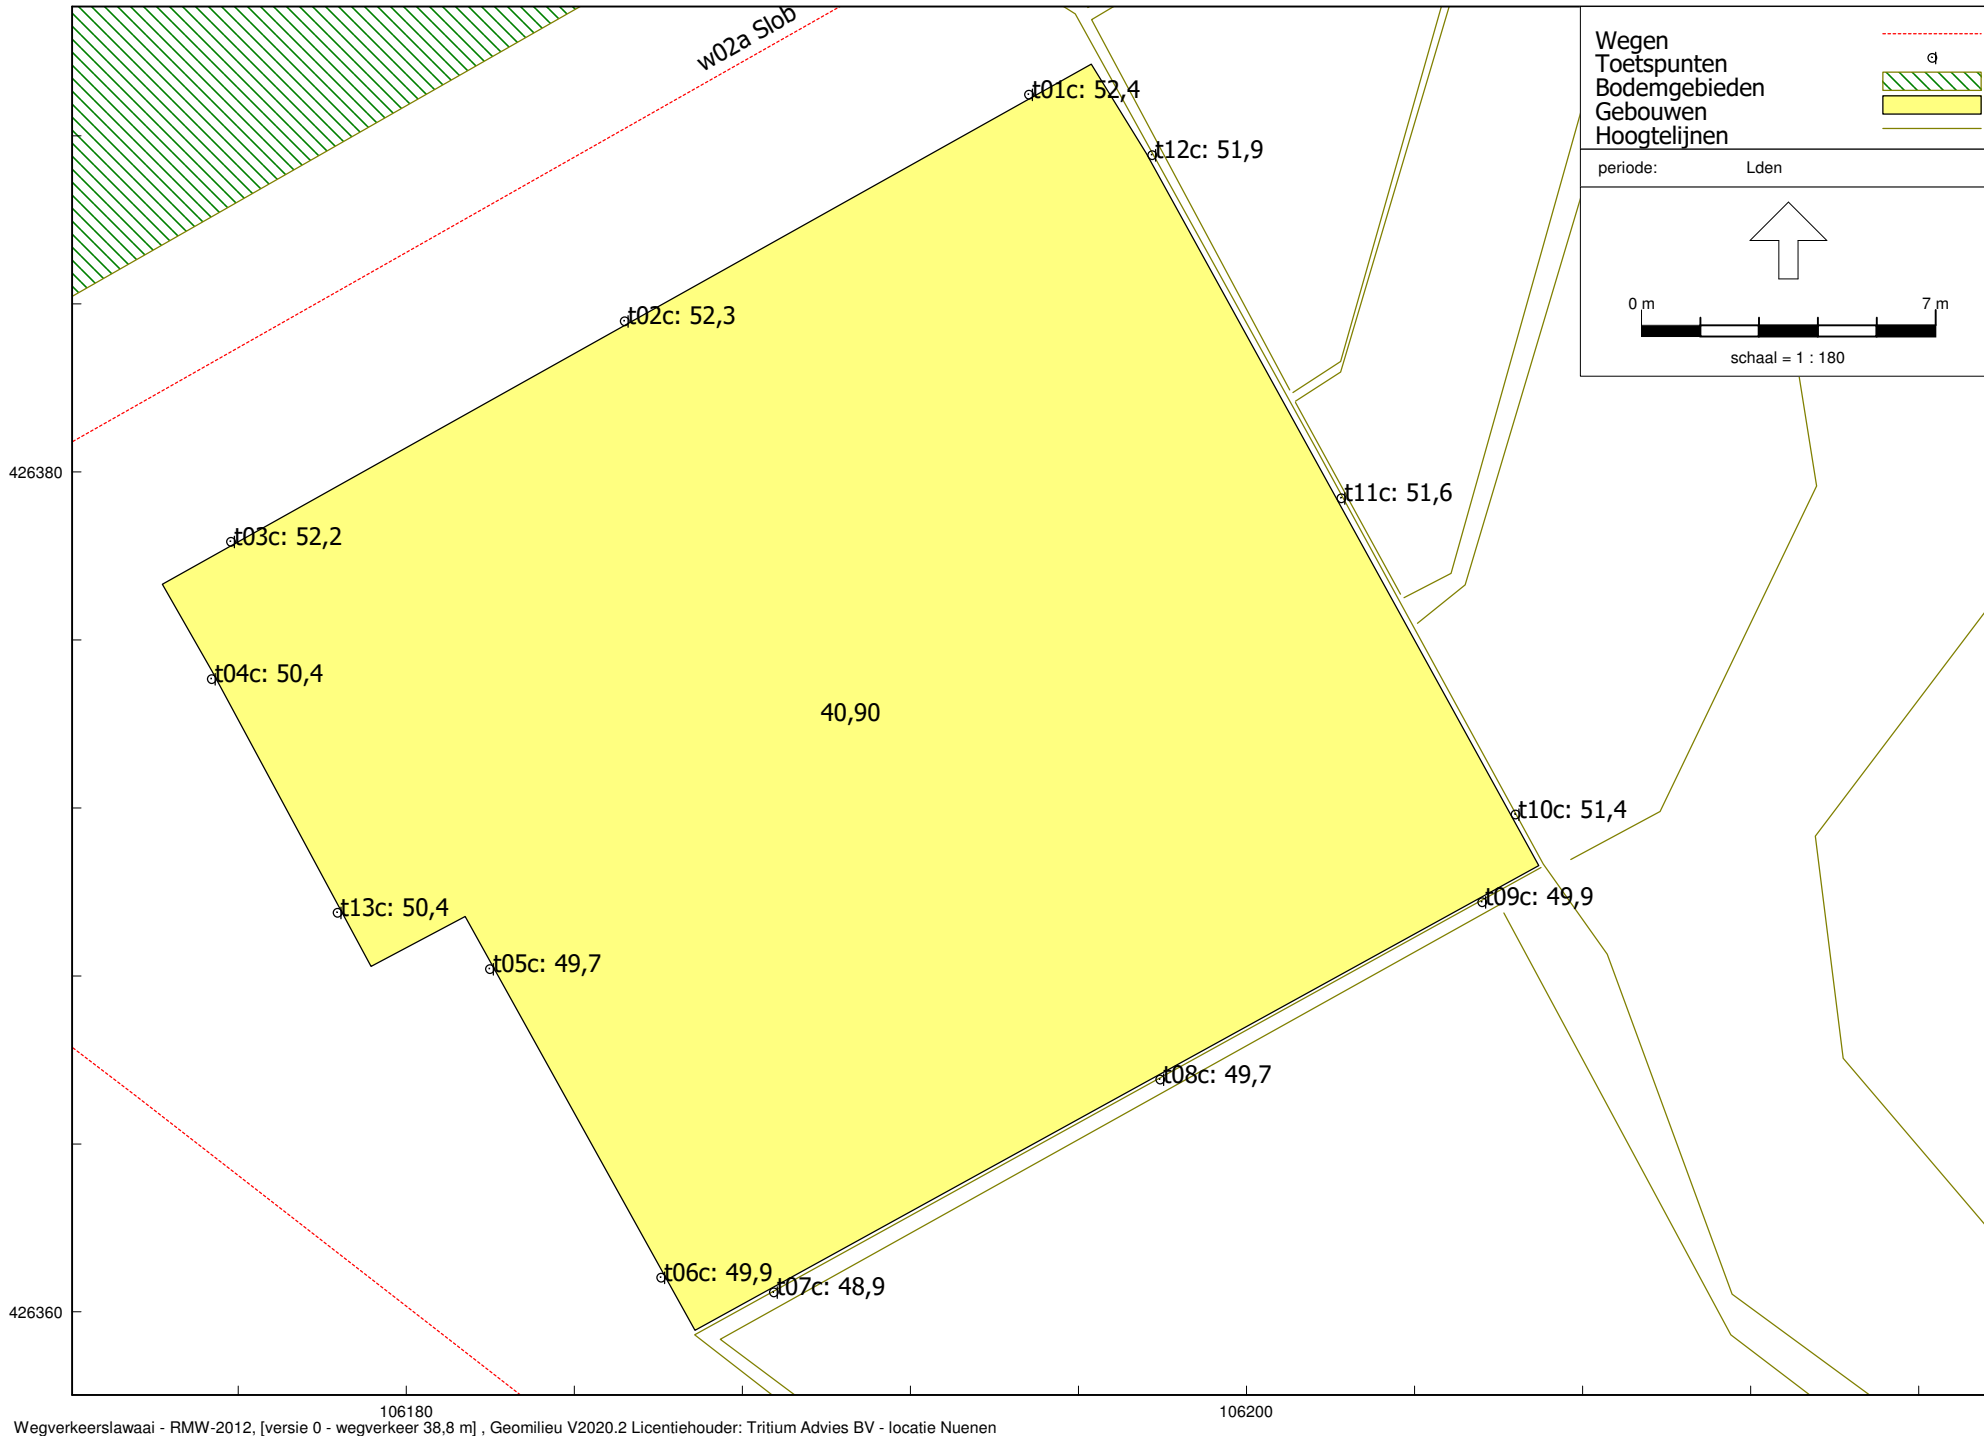 w02a Slob
Wegen
Toetspunten
Bodemgebieden
Gebouwen
Hoogtelijnen
periode: Lden
0 m 7 m
schaal = 1 : 180
t01c: 52,4
t12c: 51,9
t02c: 52,3
426380
t11c: 51,6
t03c: 52,2
t04c: 50,4
40,90
t10c: 51,4
t09c: 49,9
t13c: 50,4
t05c: 49,7
t08c: 49,7
t06c: 49,9
t07c: 48,9
426360
106180 106200
Wegverkeerslawaai - RMW-2012, [versie 0 - wegverkeer 38,8 m] , Geomilieu V2020.2 Licentiehouder: Tritium Advies BV - locatie Nuenen